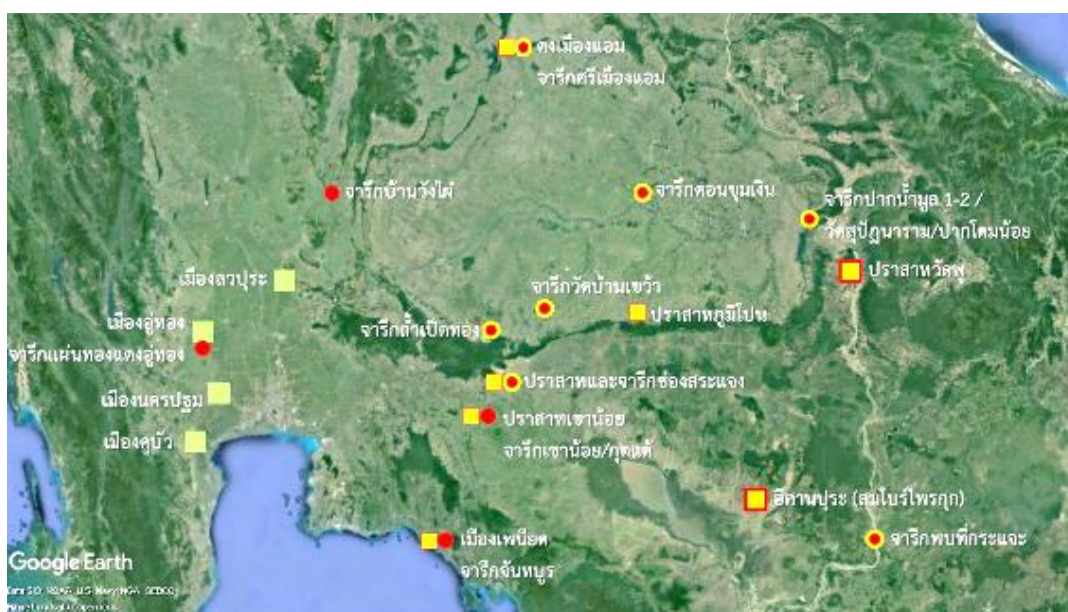 ดงเมืองแอม
จารึกศรีเมืองแอม
จารึกบ้านวังไผ่
จารึกดอนขุมเงิน
จารึกปากน้ำมูล 1-2 /
วัดสุปัฏนาราม/ปากโดมน้อย
เมืองลวปุระ
ปราสาทวัดพู
จารึกวัดบ้านเขว้า
ปราสาทภูมิโปน
เมืองอู่ทอง
จารึกถ้ำเป็ดทอง
จารึกแผ่นทองแดงอู่ทอง
ปราสาทและจารึกช่องสระแจง
เมืองนครปฐม
ปราสาทเขาน้อย
เมืองคูบัว
จารึกเขาน้อย/กุดแต้
อีศานปุระ (สมโบร์ไพรกุก)
เมืองเพนียด
จารึกจันทบูร
จารึกพบที่กระแจะ
Google Earth